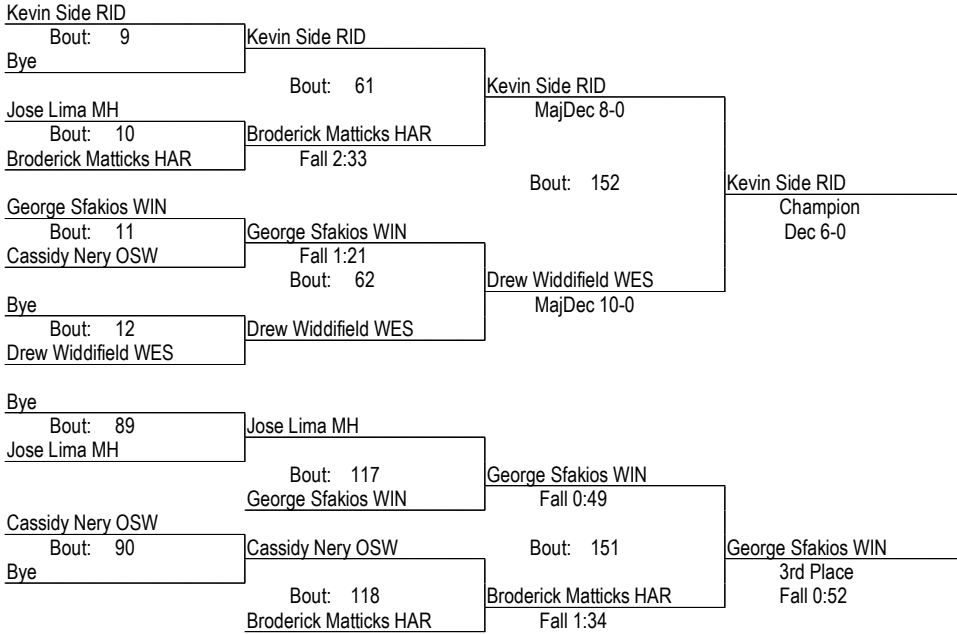 Kevin Side RID
Bout: 9
Kevin Side RID
Bye
Bout: 61
Kevin Side RID
Jose Lima MH
MajDec 8-0
Bout: 10
Broderick Matticks HAR
Broderick Matticks HAR
Fall 2:33
Bout: 152
Kevin Side RID
George Sfakios WIN
Champion
Bout: 11
George Sfakios WIN
Dec 6-0
Cassidy Nery OSW
Fall 1:21
Bout: 62
Drew Widdifield WES
Bye
MajDec 10-0
Bout: 12
Drew Widdifield WES
Drew Widdifield WES
Bye
Bout: 89
Jose Lima MH
Jose Lima MH
Bout: 117
George Sfakios WIN
George Sfakios WIN
Fall 0:49
Cassidy Nery OSW
Bout: 90
Cassidy Nery OSW
Bout: 151
George Sfakios WIN
Bye
3rd Place
Bout: 118
Broderick Matticks HAR
Fall 0:52
Broderick Matticks HAR
Fall 1:34